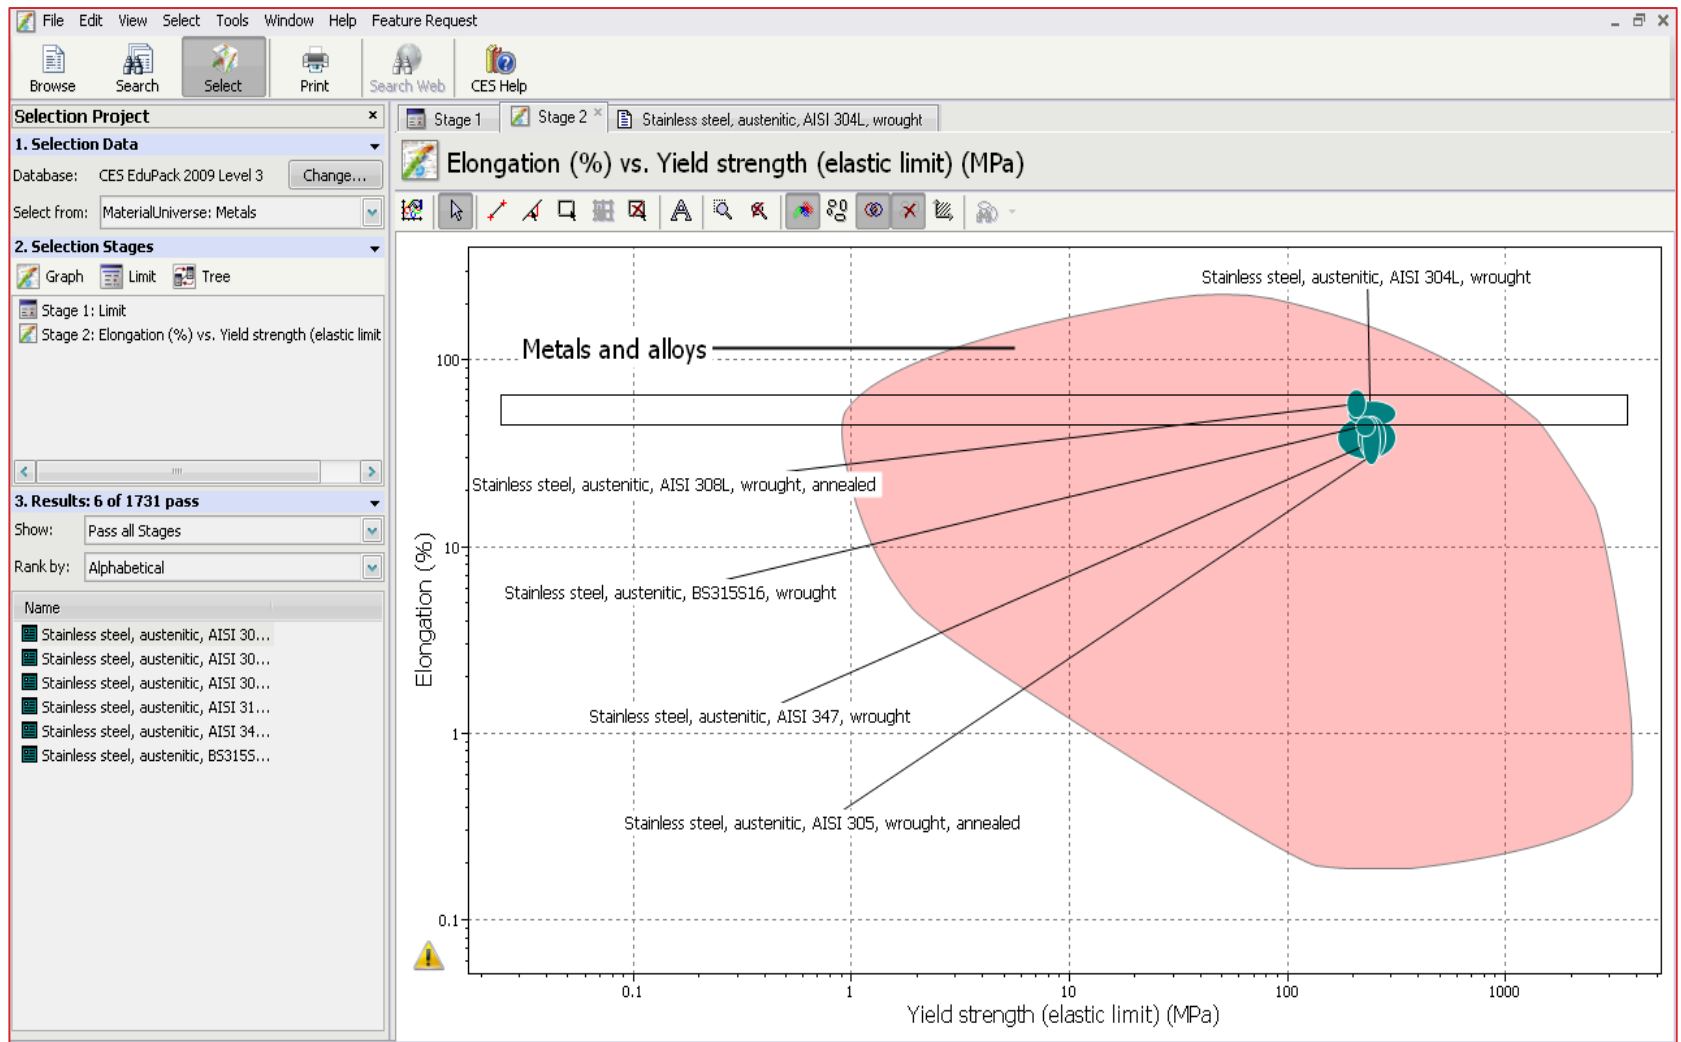 File Edit View Select Tools Window Help Feature Request
Browse Search Select Print Search Web CES Help
Selection Project
1. Selection Data
Database: CES EduPack 2009 Level 3 Change...
Select from: MaterialUniverse: Metals
2. Selection Stages
Graph Limit Tree
Stage 1: Limit
Stage 2: Elongation (%) vs. Yield strength (elastic limit
3. Results: 6 of 1731 pass
Show: Pass all Stages
Rank by: Alphabetical
Name
Stainless steel, austenitic, AISI 30...
Stainless steel, austenitic, AISI 30...
Stainless steel, austenitic, AISI 30...
Stainless steel, austenitic, AISI 31...
Stainless steel, austenitic, AISI 34...
Stainless steel, austenitic, BS315S...
Stage 1 Stage 2 Stainless steel, austenitic, AISI 304L, wrought
Elongation (%) vs. Yield strength (elastic limit) (MPa)
Stainless steel, austenitic, AISI 304L, wrought
Metals and alloys
Stainless steel, austenitic, AISI 308L, wrought, annealed
Stainless steel, austenitic, BS315S16, wrought
Stainless steel, austenitic, AISI 347, wrought
Stainless steel, austenitic, AISI 305, wrought, annealed
Elongation (%)
100
10
1
0.1
0.1 1 10 100 1000
Yield strength (elastic limit) (MPa)